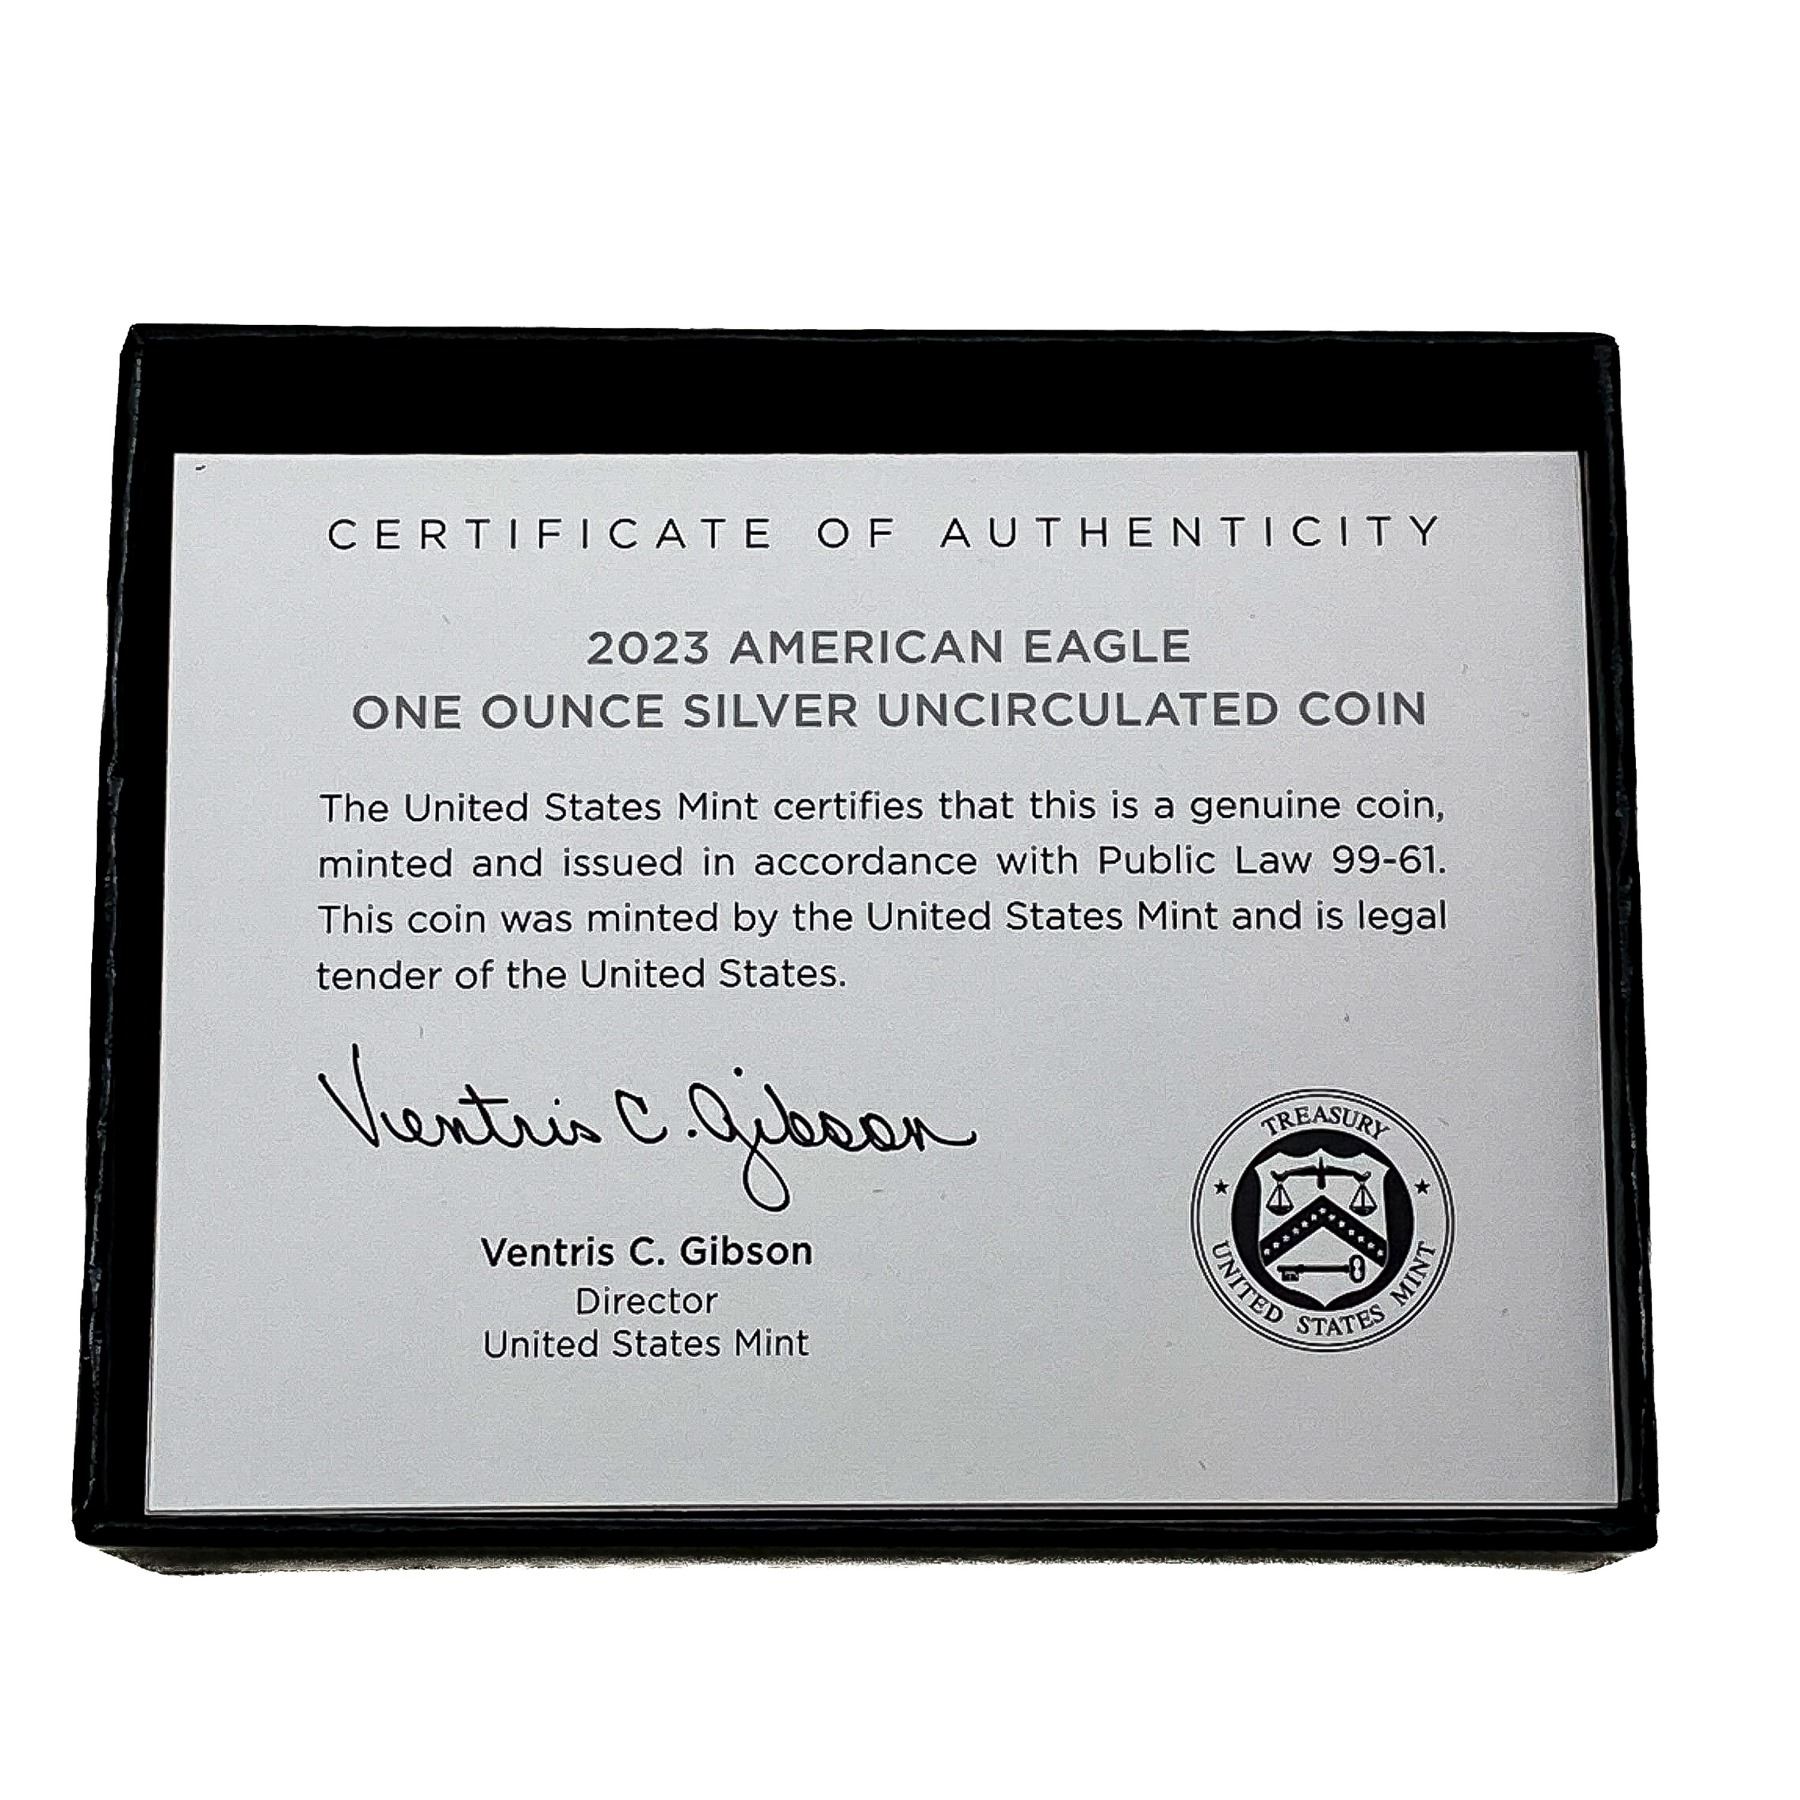 CERTIFICATE OF AUTHENTICITY
2023 AMERICAN EAGLE
ONE OUNCE SILVER UNCIRCULATED COIN
The United States Mint certifies that this is a genuine coin,
minted and issued in accordance with Public Law 99-61.
This coin was minted by the United States Mint and is legal
tender of the United States.
Ventris C. Gibson
Ventris C. Gibson
Director
United States Mint
TREASURY
UNITED STATES MINT